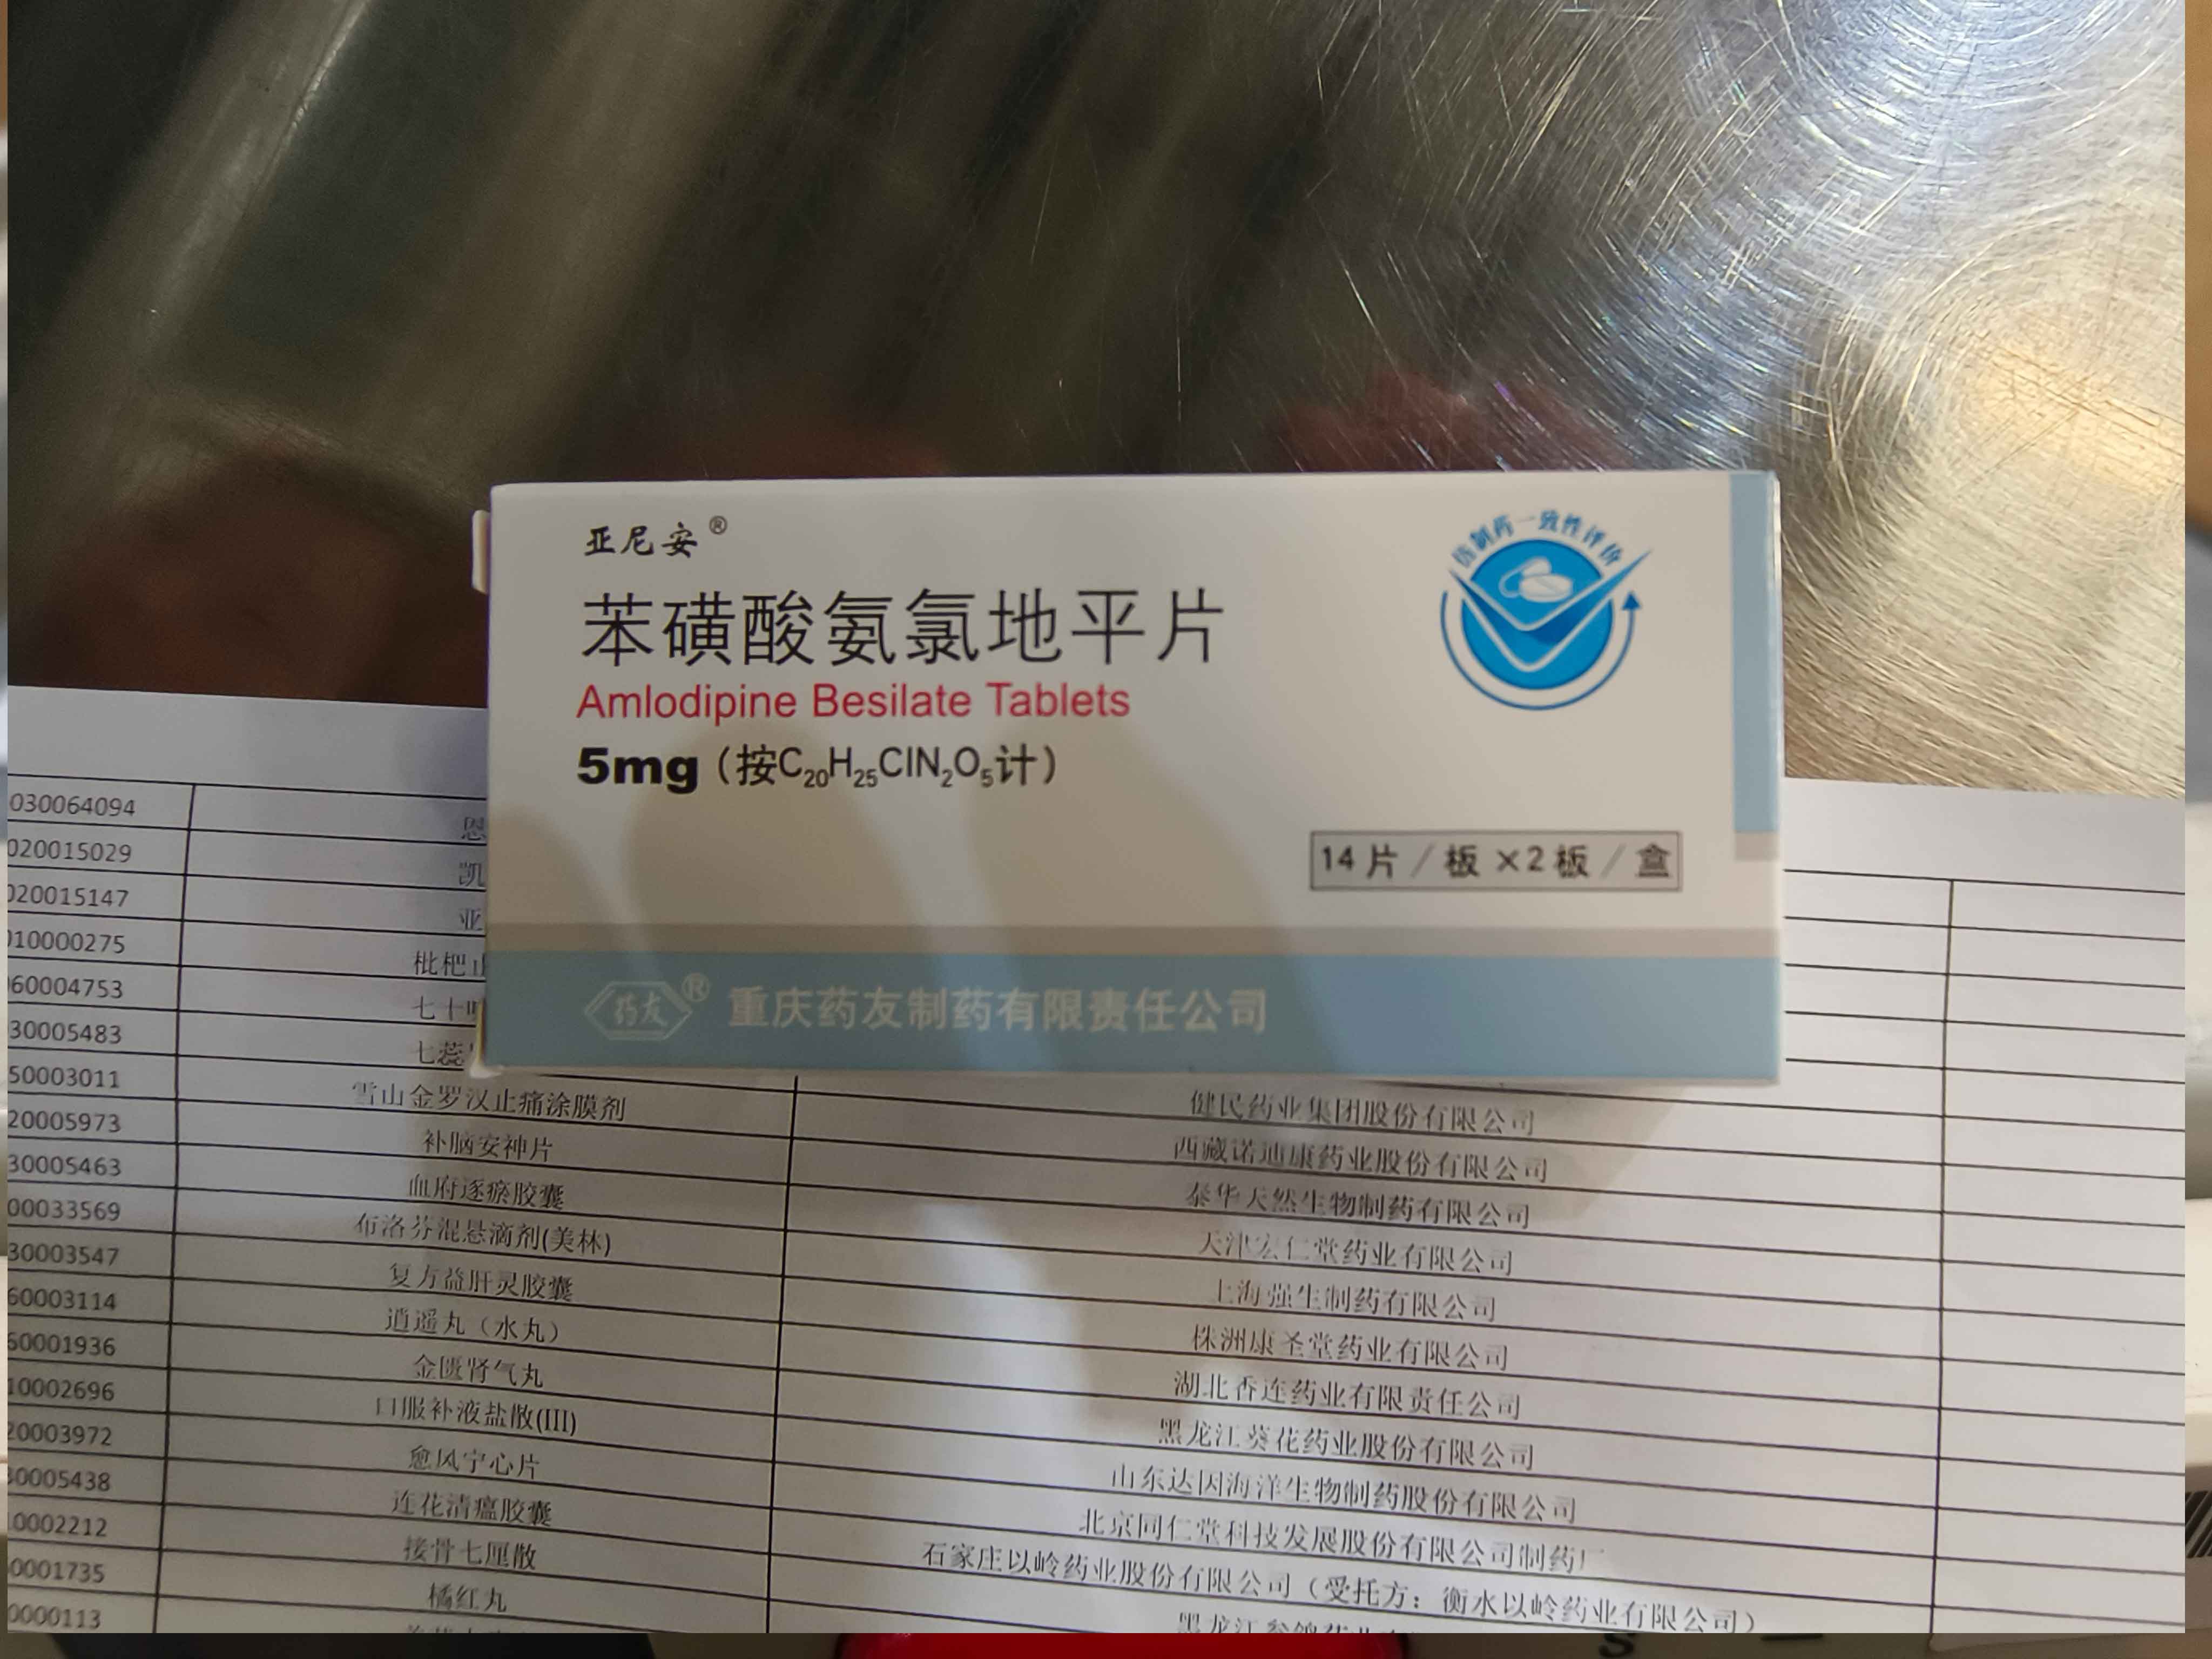 亚尼安®
仿制药一致性评价
苯磺酸氨氯地平片
Amlodipine Besilate Tablets
5mg（按C₂₀H₂₅ClN₂O₅计）
14片／板×2板／盒
药友® 重庆药友制药有限责任公司
030064094 恩
020015029 凯
020015147 亚
010000275 枇杷止
60004753 七十味
30005483 七蕊
50003011 雪山金罗汉止痛涂膜剂 健民药业集团股份有限公司
20005973 补脑安神片 西藏诺迪康药业股份有限公司
30005463 血府逐瘀胶囊 泰华天然生物制药有限公司
00033569 布洛芬混悬滴剂(美林) 天津宏仁堂药业有限公司
30003547 复方益肝灵胶囊 上海强生制药有限公司
60003114 逍遥丸（水丸） 株洲康圣堂药业有限公司
60001936 金匮肾气丸 湖北香连药业有限责任公司
10002696 口服补液盐散(III) 黑龙江葵花药业股份有限公司
20003972 愈风宁心片 山东达因海洋生物制药股份有限公司
30005438 连花清瘟胶囊 北京同仁堂科技发展股份有限公司制药厂
0002212 接骨七厘散 石家庄以岭药业股份有限公司（受托方：衡水以岭药业有限公司）
0001735 橘红丸 黑龙江
0000113